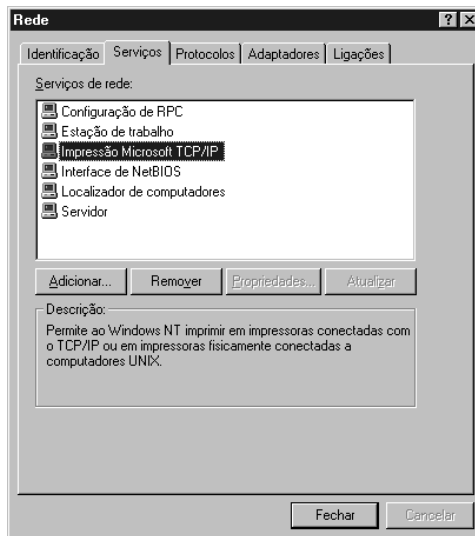 Rede
Identificação Serviços Protocolos Adaptadores Ligações
Serviços de rede:
Configuração de RPC
Estação de trabalho
Impressão Microsoft TCP/IP
Interface de NetBIOS
Localizador de computadores
Servidor
Adicionar... Remover Propriedades... Atualizar
Descrição:
Permite ao Windows NT imprimir em impressoras conectadas com
o TCP/IP ou em impressoras fisicamente conectadas a
computadores UNIX.
Fechar Cancelar